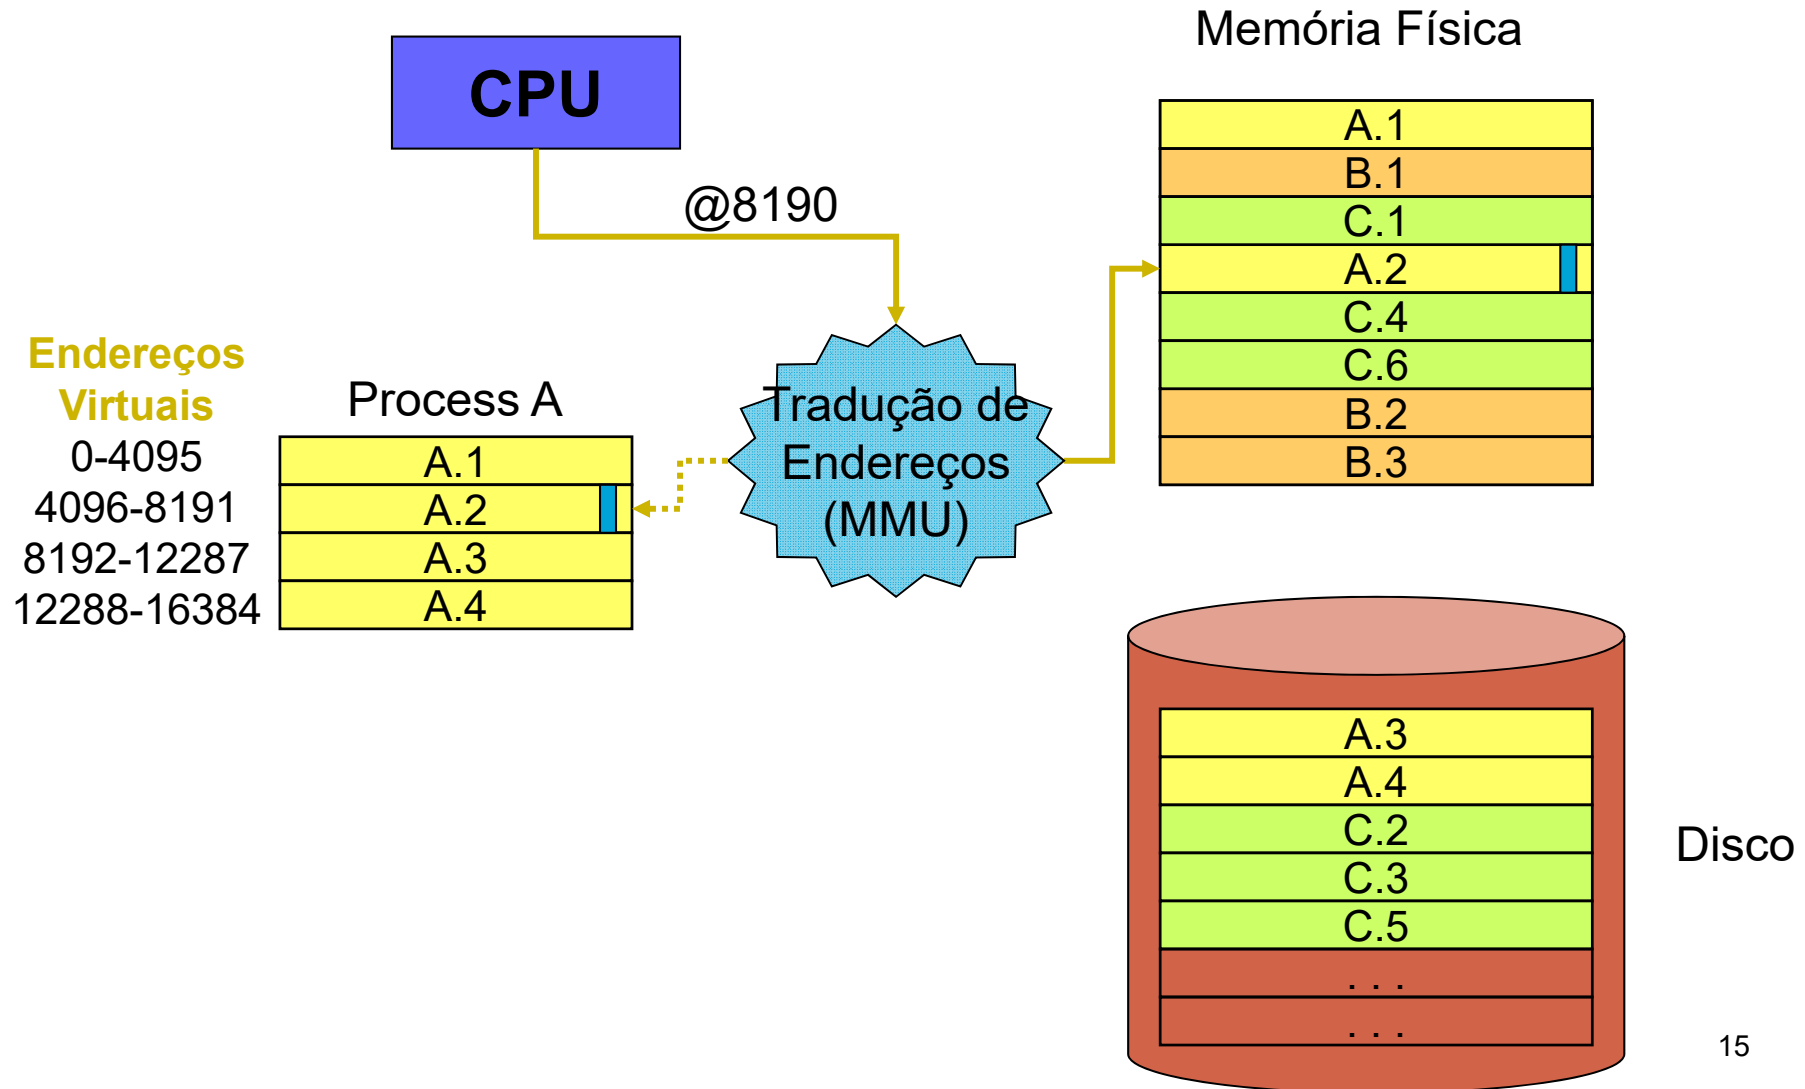 Memória Física
CPU
@8190
A.1
B.1
C.1
A.2
C.4
C.6
B.2
B.3
Endereços
Virtuais
0-4095
4096-8191
8192-12287
12288-16384
Process A
A.1
A.2
A.3
A.4
Tradução de
Endereços
(MMU)
A.3
A.4
C.2
C.3
C.5
. . .
. . .
Disco
15